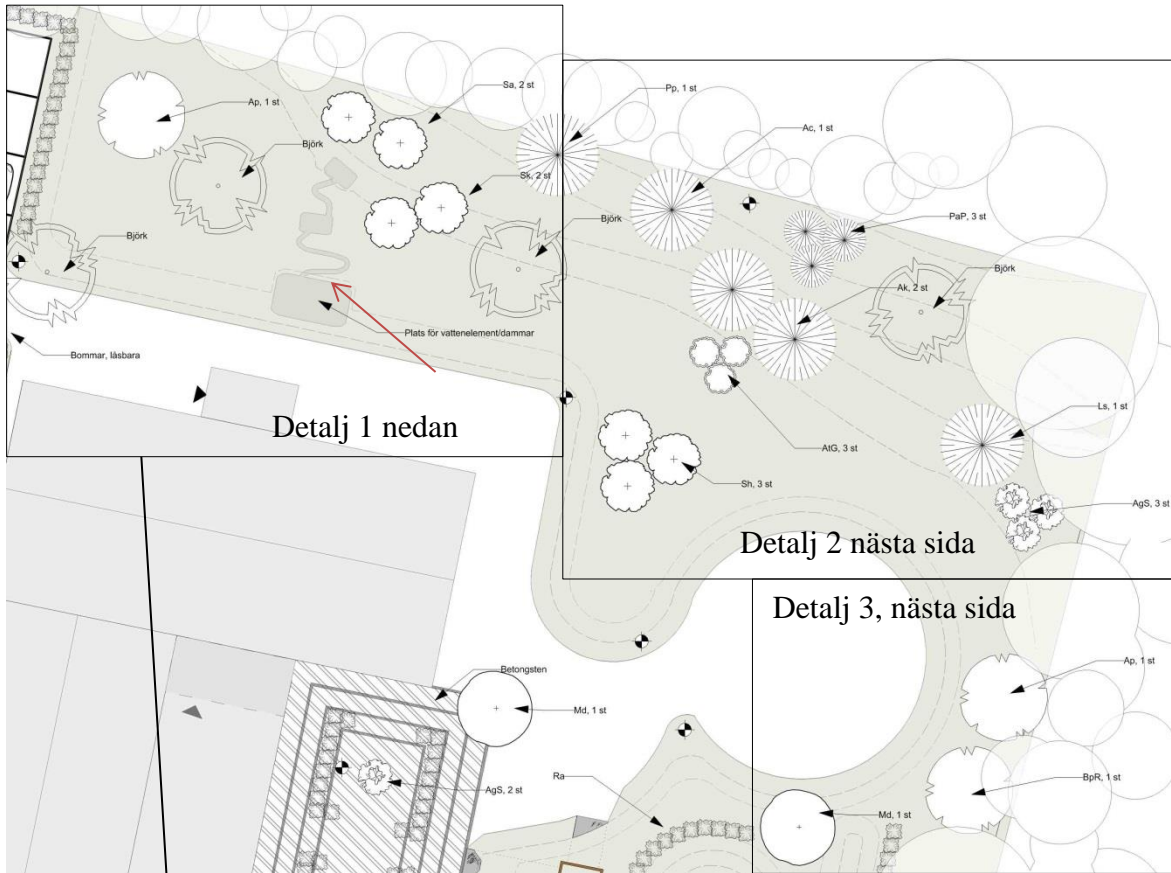 Sa, 2 st
Ap, 1 st
Björk
Sk, 2 st
Björk
Björk
Plats för vattenelement/dammar
Bommar, låsbara
Detalj 1 nedan
Pp, 1 st
Ac, 1 st
PaP, 3 st
Björk
Ak, 2 st
Ls, 1 st
AtG, 3 st
Sh, 3 st
AgS, 3 st
Detalj 2 nästa sida
Detalj 3, nästa sida
Betongsten
Md, 1 st
AgS, 2 st
Ra
Ap, 1 st
BpR, 1 st
Md, 1 st